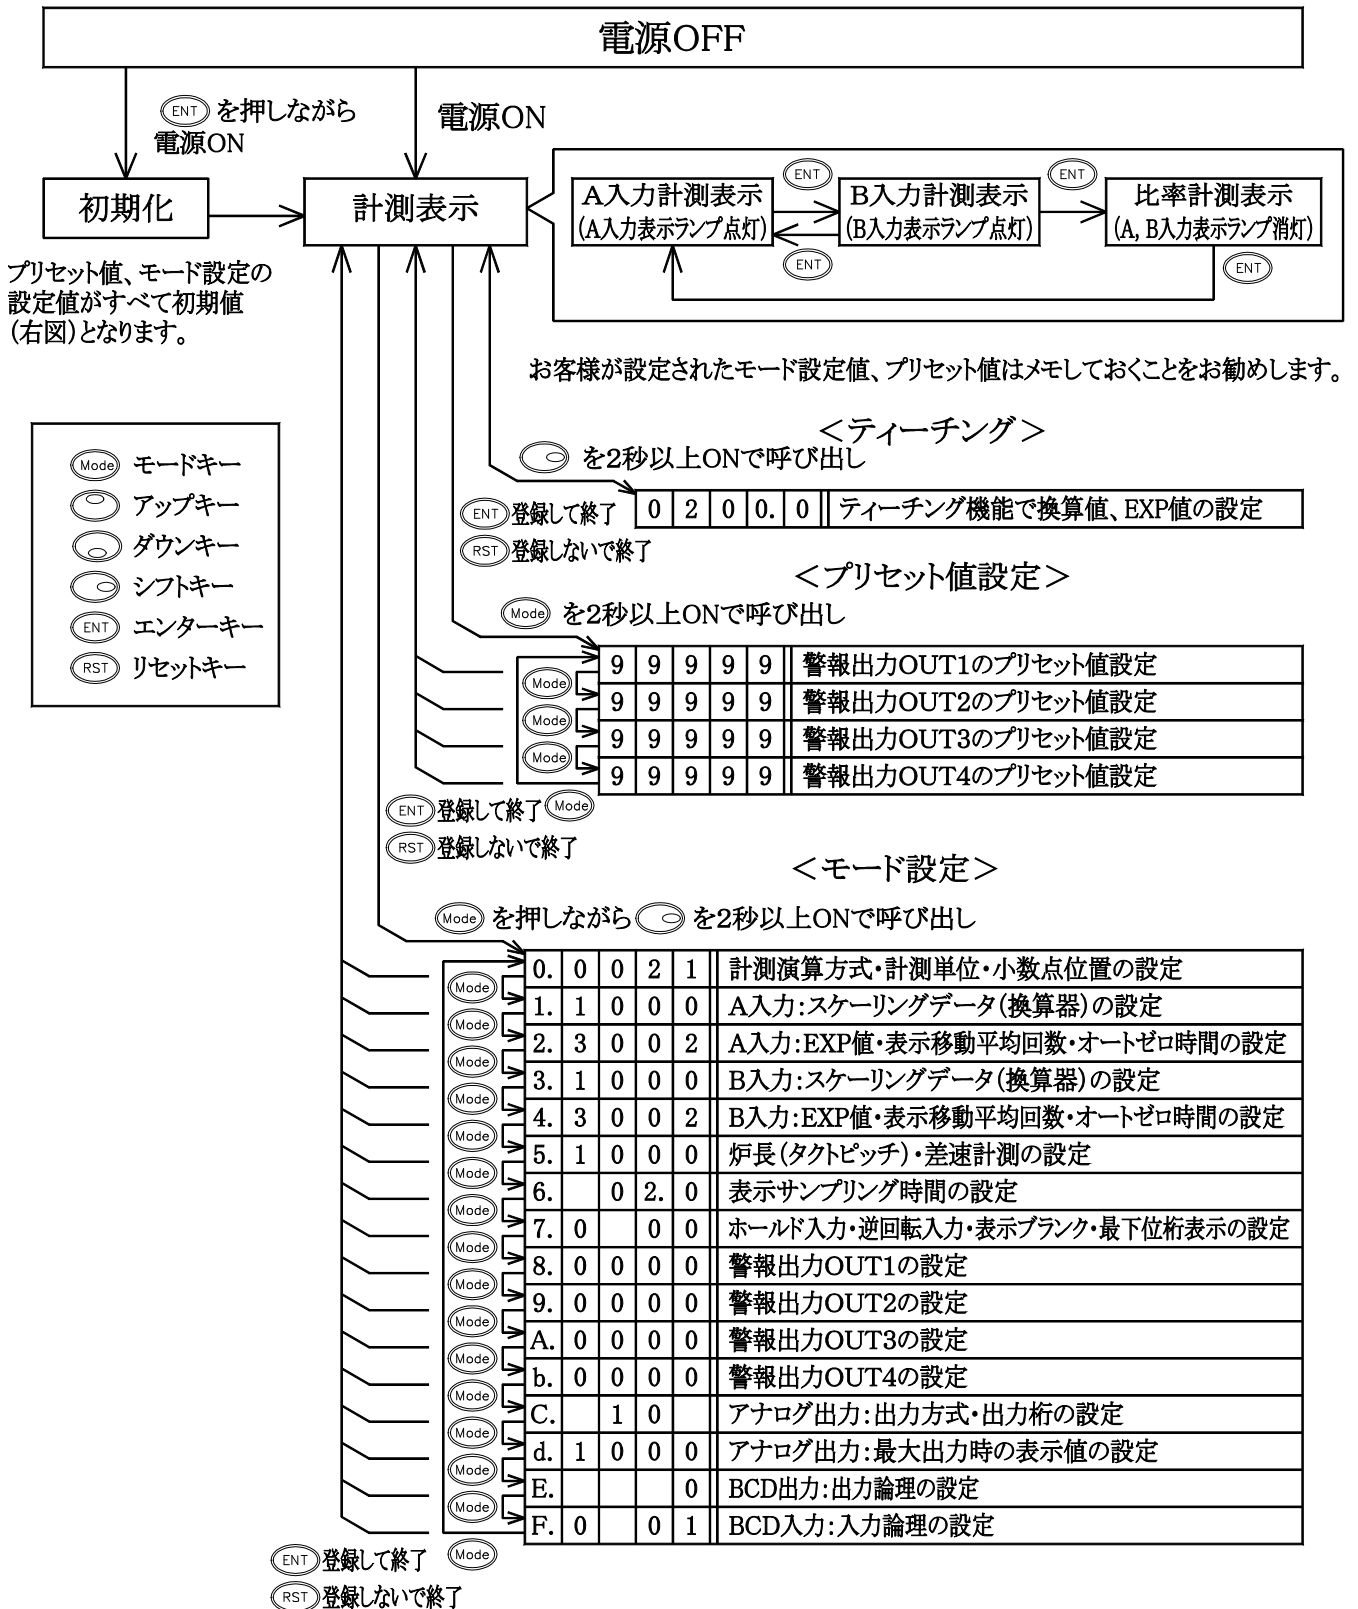 電源OFF
ENT を押しながら
電源ON
電源ON
初期化
計測表示
A入力計測表示
(A入力表示ランプ点灯)
ENT
B入力計測表示
(B入力表示ランプ点灯)
ENT
ENT
比率計測表示
(A, B入力表示ランプ消灯)
ENT
プリセット値、モード設定の
設定値がすべて初期値
(右図)となります。
お客様が設定されたモード設定値、プリセット値はメモしておくことをお勧めします。
Mode モードキー
アップキー
ダウンキー
シフトキー
ENT エンターキー
RST リセットキー
＜ティーチング＞
を2秒以上ONで呼び出し
ENT 登録して終了
0 2 0 0. 0 ティーチング機能で換算値、EXP値の設定
RST 登録しないで終了
＜プリセット値設定＞
Mode を2秒以上ONで呼び出し
9 9 9 9 9 警報出力OUT1のプリセット値設定
Mode
9 9 9 9 9 警報出力OUT2のプリセット値設定
Mode
9 9 9 9 9 警報出力OUT3のプリセット値設定
Mode
9 9 9 9 9 警報出力OUT4のプリセット値設定
ENT 登録して終了 Mode
RST 登録しないで終了
＜モード設定＞
Mode を押しながら を2秒以上ONで呼び出し
0. 0 0 2 1 計測演算方式・計測単位・小数点位置の設定
Mode
1. 1 0 0 0 A入力:スケーリングデータ(換算器)の設定
Mode
2. 3 0 0 2 A入力:EXP値・表示移動平均回数・オートゼロ時間の設定
Mode
3. 1 0 0 0 B入力:スケーリングデータ(換算器)の設定
Mode
4. 3 0 0 2 B入力:EXP値・表示移動平均回数・オートゼロ時間の設定
Mode
5. 1 0 0 0 炉長(タクトピッチ)・差速計測の設定
Mode
6. 0 2. 0 表示サンプリング時間の設定
Mode
7. 0 0 0 ホールド入力・逆回転入力・表示ブランク・最下位桁表示の設定
Mode
8. 0 0 0 0 警報出力OUT1の設定
Mode
9. 0 0 0 0 警報出力OUT2の設定
Mode
A. 0 0 0 0 警報出力OUT3の設定
Mode
b. 0 0 0 0 警報出力OUT4の設定
Mode
C. 1 0 アナログ出力:出力方式・出力桁の設定
Mode
d. 1 0 0 0 アナログ出力:最大出力時の表示値の設定
Mode
E. 0 BCD出力:出力論理の設定
Mode
F. 0 0 1 BCD入力:入力論理の設定
ENT 登録して終了 Mode
RST 登録しないで終了